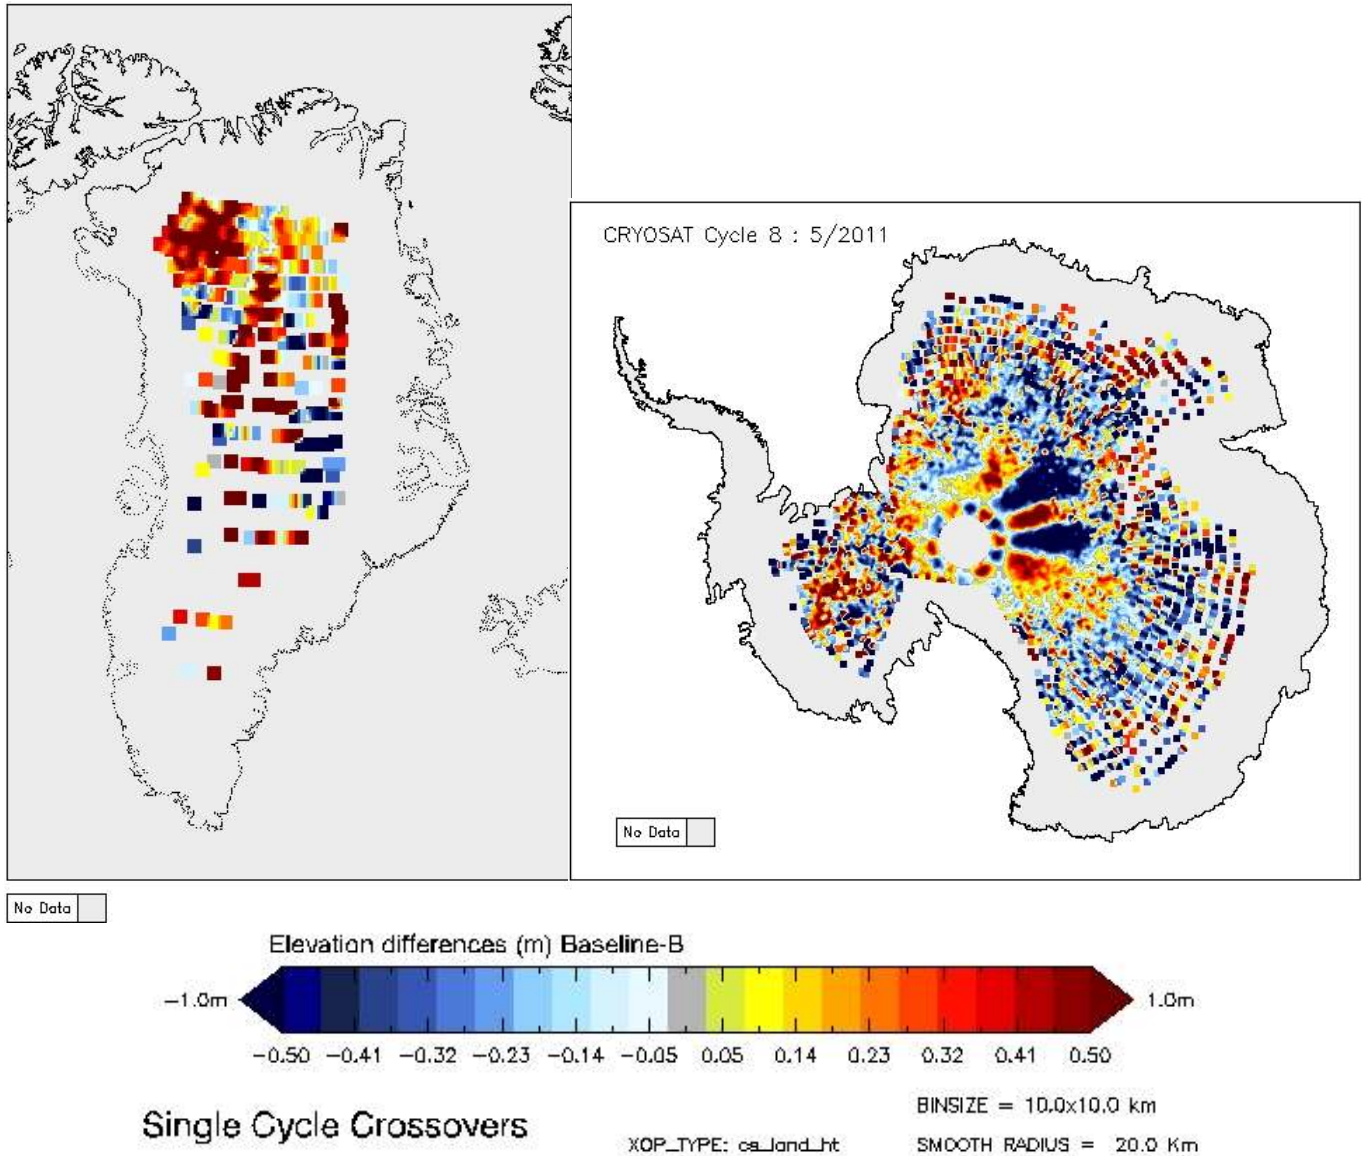 CRYOSAT Cycle 8 : 5/2011
No Data
No Data
Elevation differences (m) Baseline-B
-1.0m
1.0m
-0.50 -0.41 -0.32 -0.23 -0.14 -0.05 0.05 0.14 0.23 0.32 0.41 0.50
Single Cycle Crossovers
XOP_TYPE: cs_land_ht
BINSIZE = 10.0x10.0 km
SMOOTH RADIUS = 20.0 Km